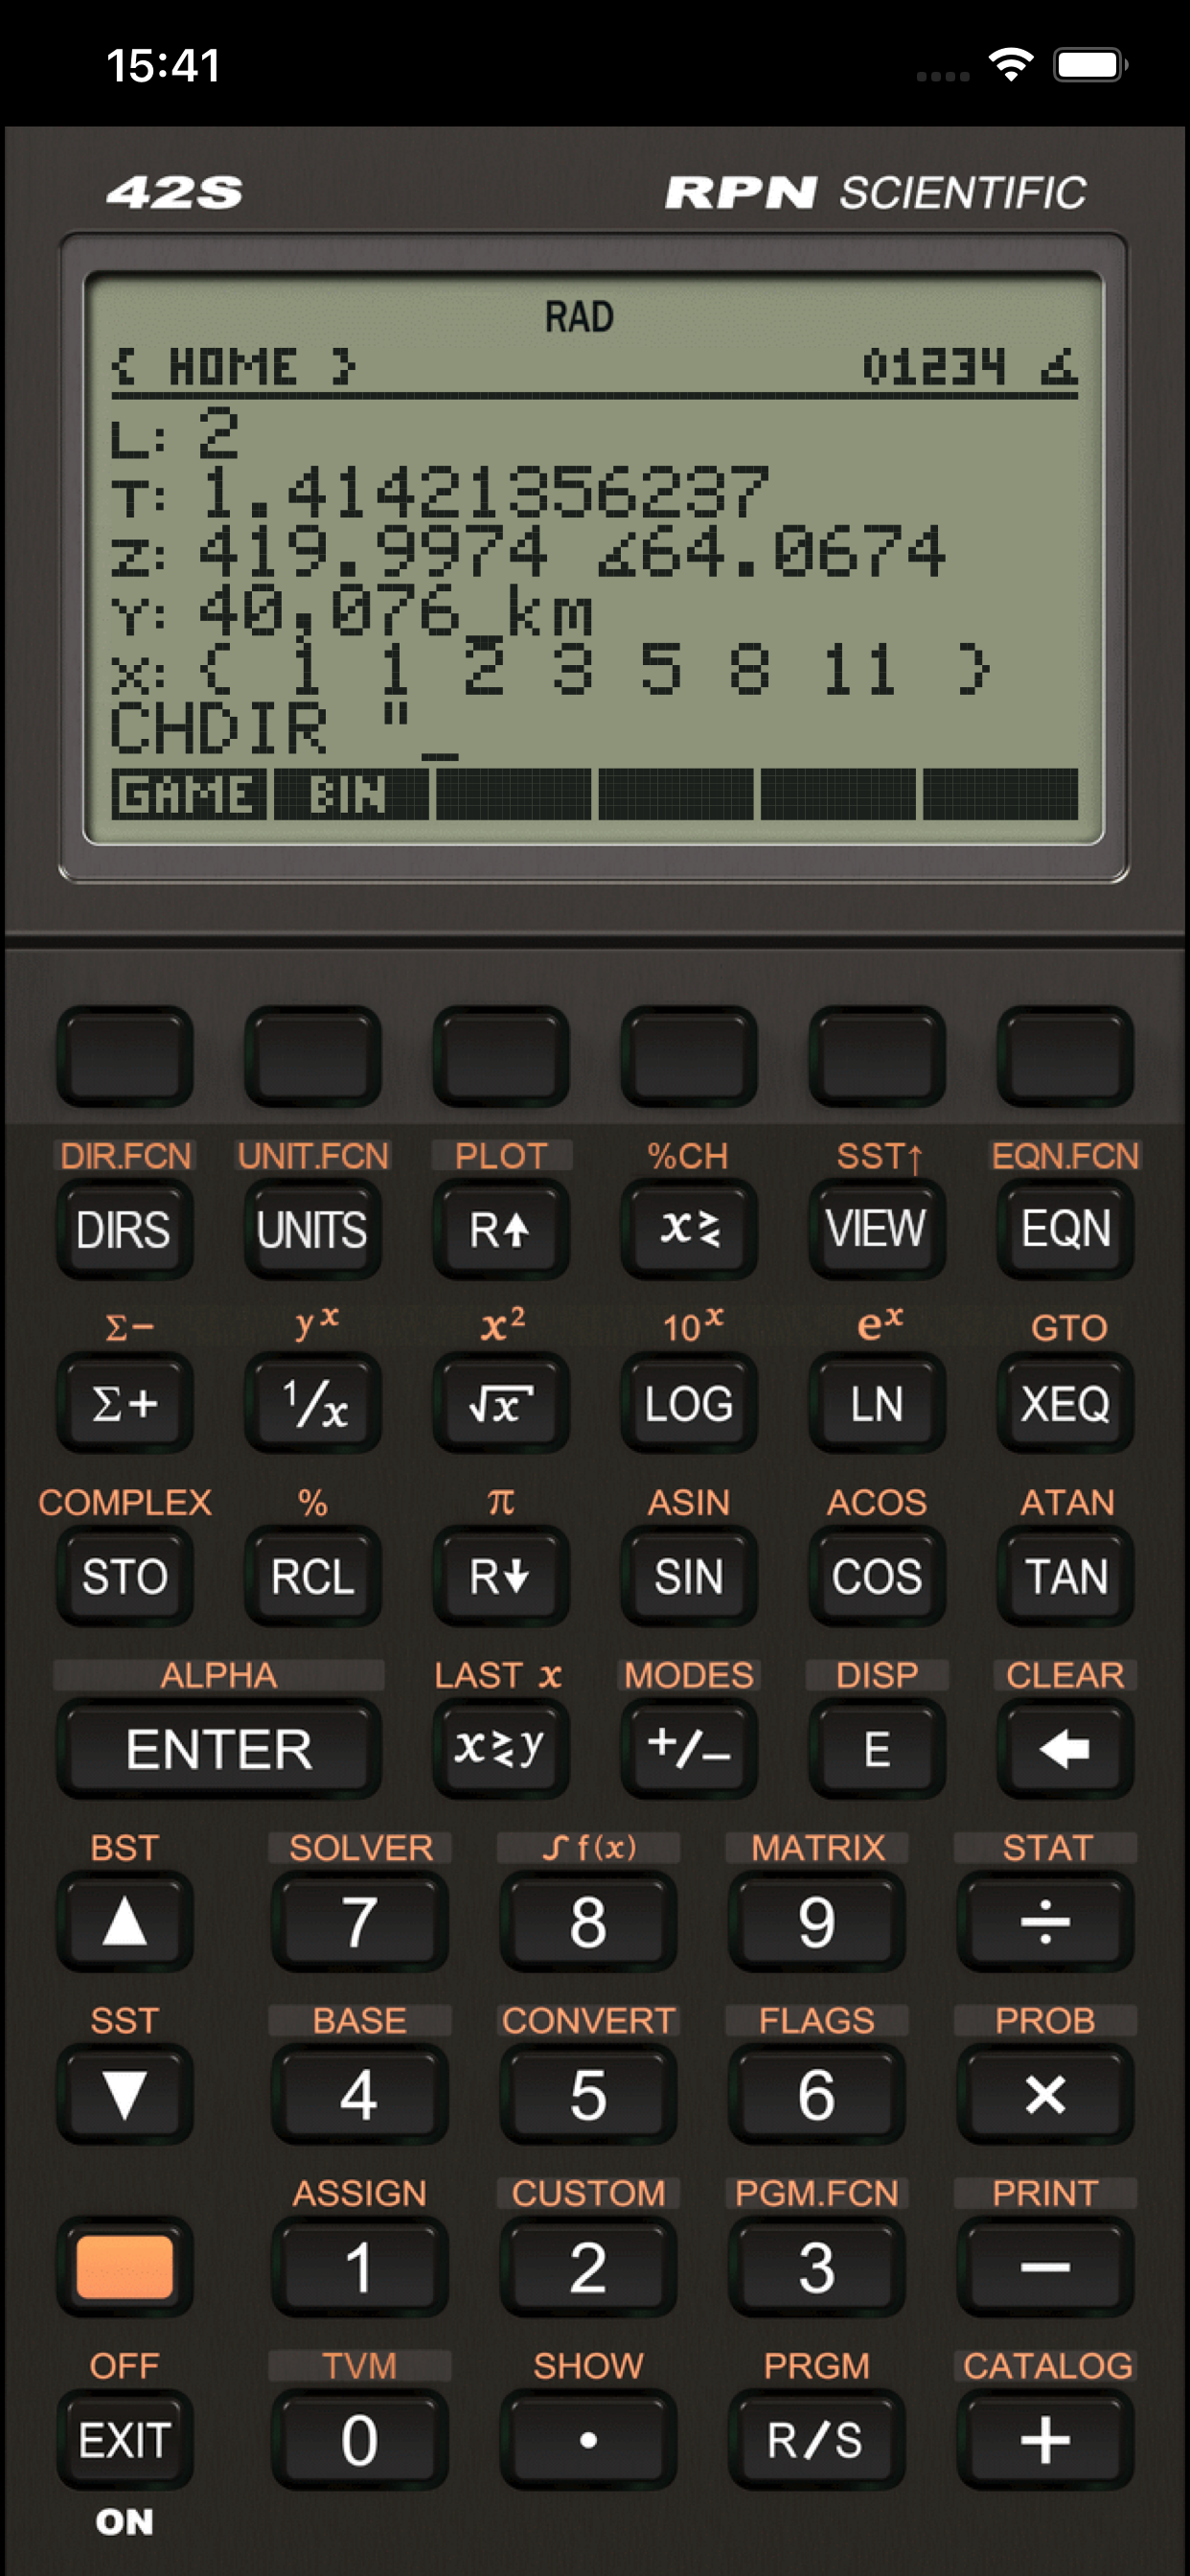 15:41
42S RPN SCIENTIFIC
RAD
{ HOME } 01234 ∡
L: 2
T: 1.41421356237
Z: 419.9974 ∡64.0674
Y: 40,076_km
X: { 1 1 2 3 5 8 11 }
CHDIR "_
GAME BIN
DIR.FCN UNIT.FCN PLOT %CH SST↑ EQN.FCN
DIRS UNITS R↑ x≷ VIEW EQN
Σ− y^x x² 10^x e^x GTO
Σ+ 1/x √x LOG LN XEQ
COMPLEX % π ASIN ACOS ATAN
STO RCL R↓ SIN COS TAN
ALPHA LAST x MODES DISP CLEAR
ENTER x≷y +/− E ←
BST SOLVER ∫f(x) MATRIX STAT
▲ 7 8 9 ÷
SST BASE CONVERT FLAGS PROB
▼ 4 5 6 ×
ASSIGN CUSTOM PGM.FCN PRINT
1 2 3 −
OFF TVM SHOW PRGM CATALOG
EXIT 0 . R/S +
ON